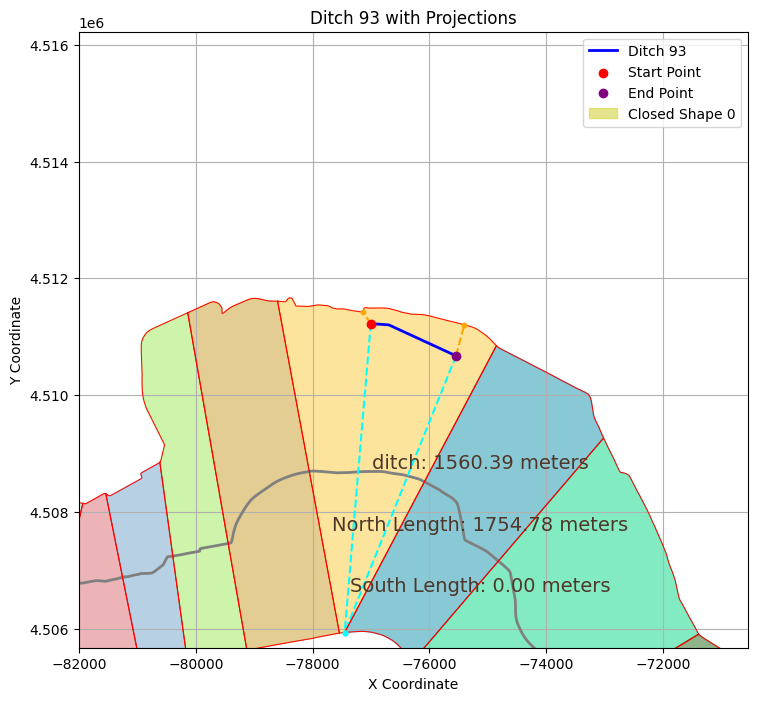 Ditch 93 with Projections
1e6
Ditch 93
Start Point
End Point
Closed Shape 0
4.516
4.514
4.512
4.510
4.508
4.506
Y Coordinate
ditch: 1560.39 meters
North Length: 1754.78 meters
South Length: 0.00 meters
−82000 −80000 −78000 −76000 −74000 −72000
X Coordinate